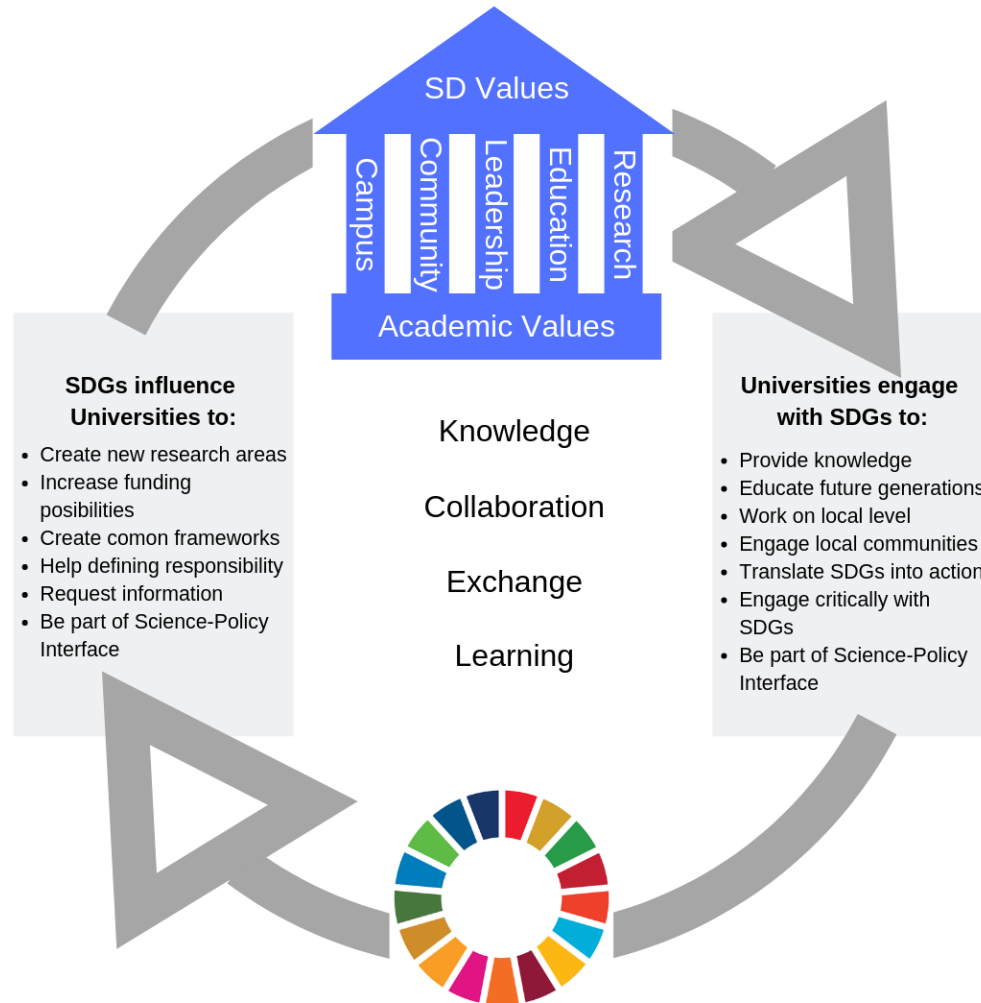 SD Values
Campus
Community
Leadership
Education
Research
Academic Values
SDGs influence
Universities to:
• Create new research areas
• Increase funding
posibilities
• Create comon frameworks
• Help defining responsibility
• Request information
• Be part of Science-Policy
Interface
Knowledge
Collaboration
Exchange
Learning
Universities engage
with SDGs to:
• Provide knowledge
• Educate future generations
• Work on local level
• Engage local communities
• Translate SDGs into action
• Engage critically with
SDGs
• Be part of Science-Policy
Interface